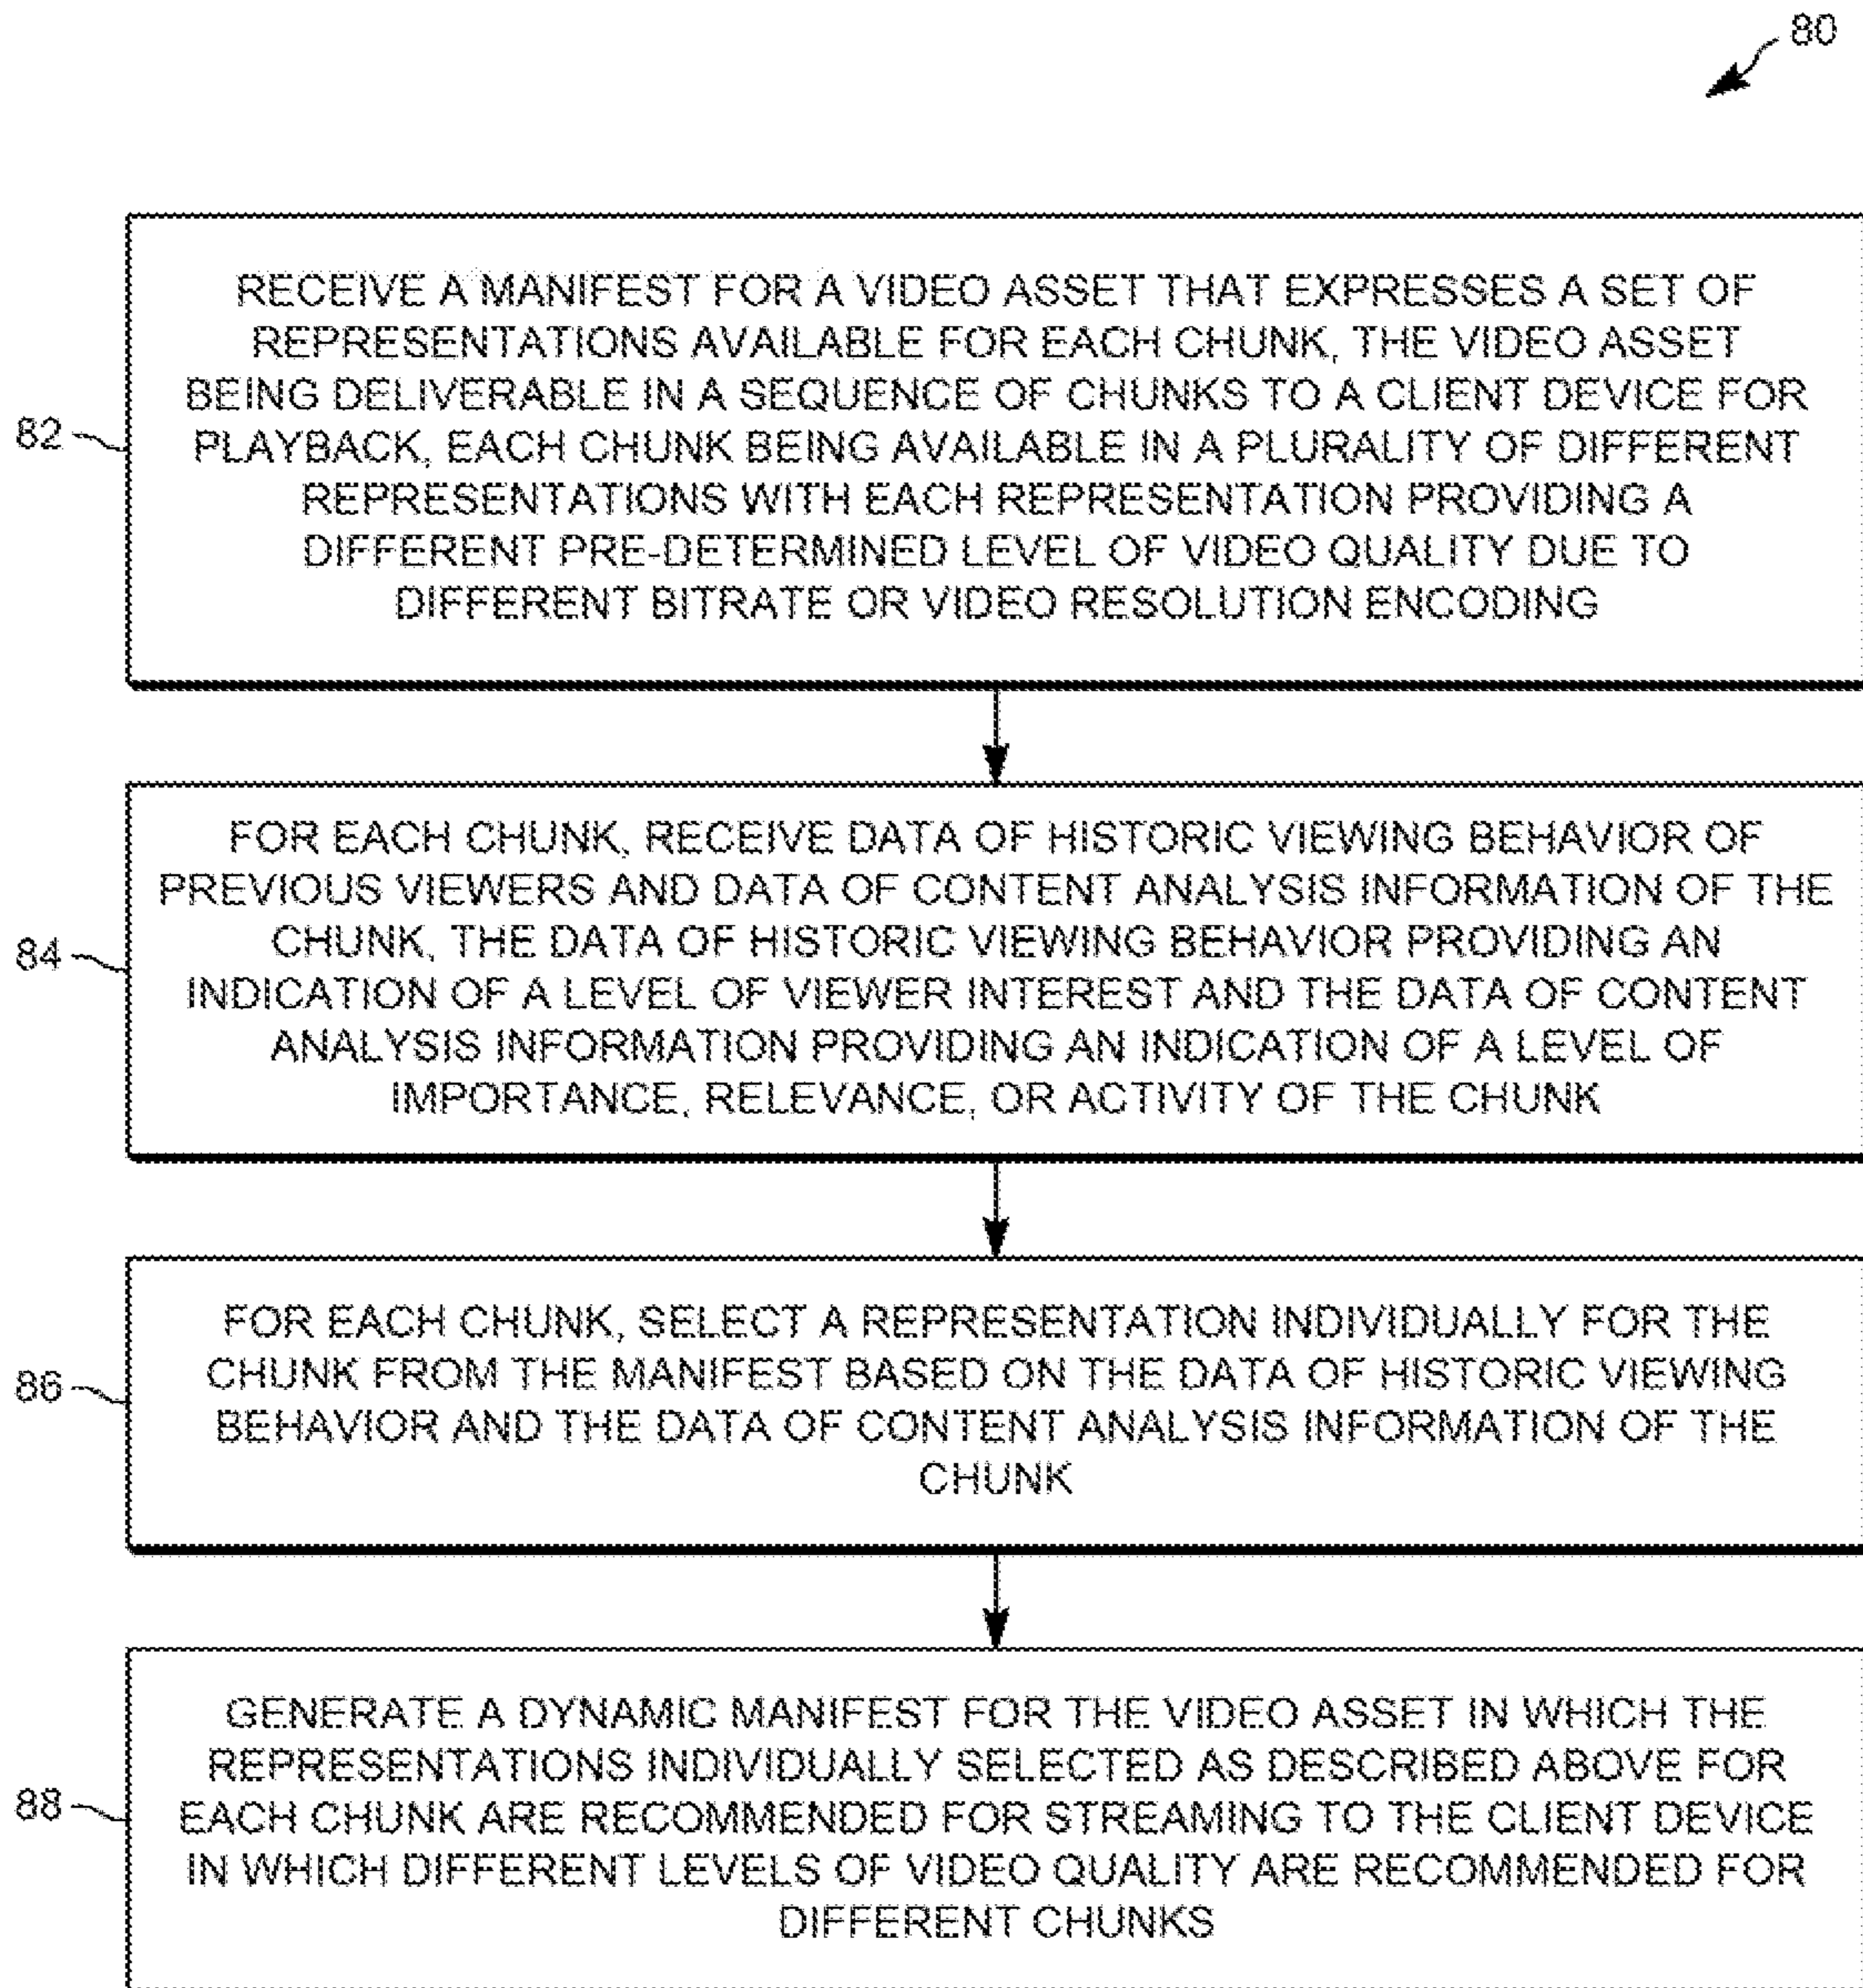 80
RECEIVE A MANIFEST FOR A VIDEO ASSET THAT EXPRESSES A SET OF
REPRESENTATIONS AVAILABLE FOR EACH CHUNK, THE VIDEO ASSET
BEING DELIVERABLE IN A SEQUENCE OF CHUNKS TO A CLIENT DEVICE FOR
82
PLAYBACK, EACH CHUNK BEING AVAILABLE IN A PLURALITY OF DIFFERENT
REPRESENTATIONS WITH EACH REPRESENTATION PROVIDING A
DIFFERENT PRE-DETERMINED LEVEL OF VIDEO QUALITY DUE TO
DIFFERENT BITRATE OR VIDEO RESOLUTION ENCODING
FOR EACH CHUNK, RECEIVE DATA OF HISTORIC VIEWING BEHAVIOR OF
PREVIOUS VIEWERS AND DATA OF CONTENT ANALYSIS INFORMATION OF THE
84
CHUNK, THE DATA OF HISTORIC VIEWING BEHAVIOR PROVIDING AN
INDICATION OF A LEVEL OF VIEWER INTEREST AND THE DATA OF CONTENT
ANALYSIS INFORMATION PROVIDING AN INDICATION OF A LEVEL OF
IMPORTANCE, RELEVANCE, OR ACTIVITY OF THE CHUNK
FOR EACH CHUNK, SELECT A REPRESENTATION INDIVIDUALLY FOR THE
86
CHUNK FROM THE MANIFEST BASED ON THE DATA OF HISTORIC VIEWING
BEHAVIOR AND THE DATA OF CONTENT ANALYSIS INFORMATION OF THE
CHUNK
GENERATE A DYNAMIC MANIFEST FOR THE VIDEO ASSET IN WHICH THE
REPRESENTATIONS INDIVIDUALLY SELECTED AS DESCRIBED ABOVE FOR
88
EACH CHUNK ARE RECOMMENDED FOR STREAMING TO THE CLIENT DEVICE
IN WHICH DIFFERENT LEVELS OF VIDEO QUALITY ARE RECOMMENDED FOR
DIFFERENT CHUNKS